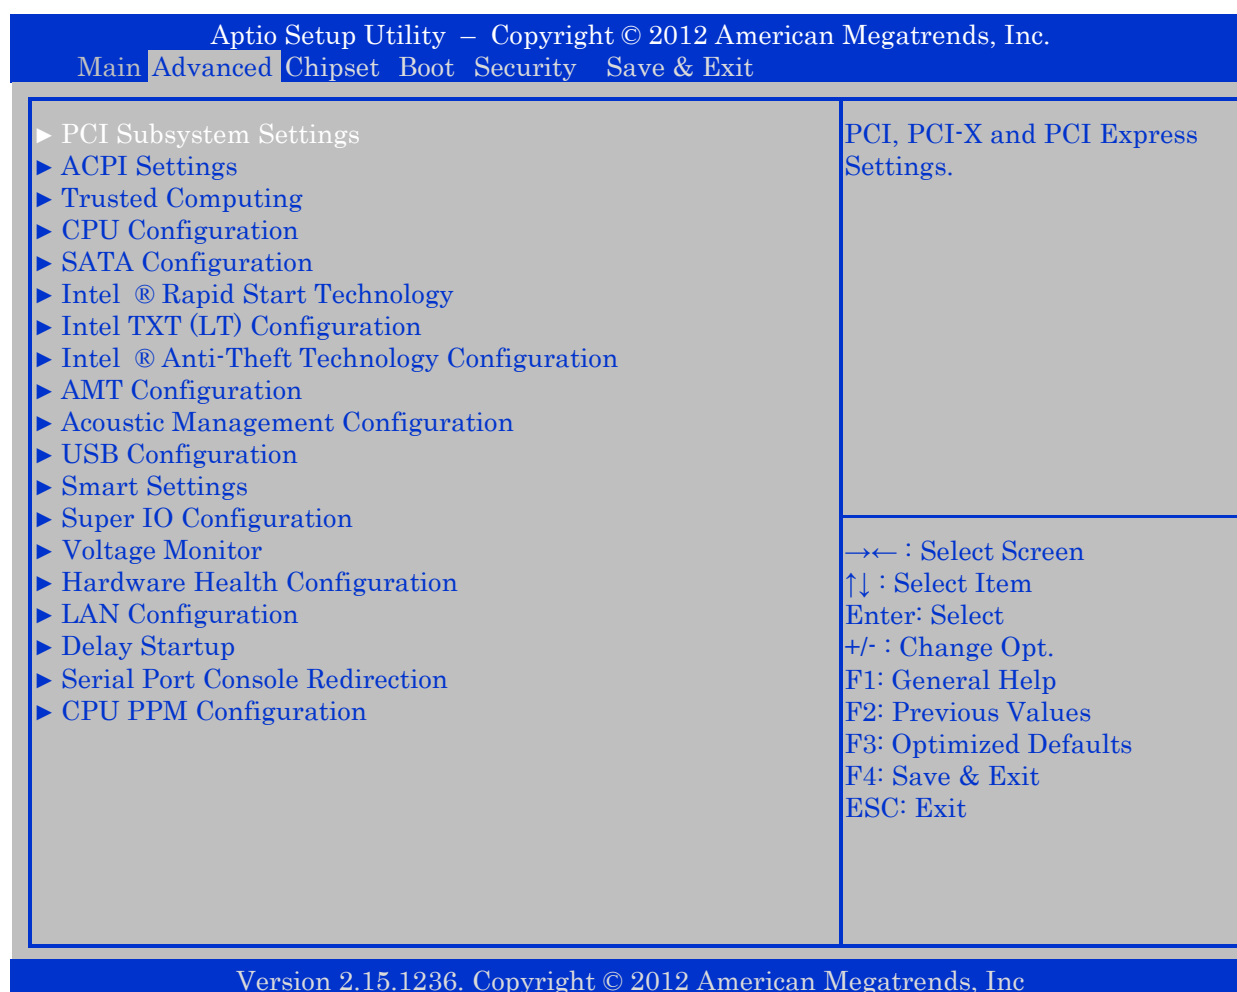 Aptio Setup Utility – Copyright © 2012 American Megatrends, Inc.
Main Advanced Chipset Boot Security Save & Exit
► PCI Subsystem Settings
► ACPI Settings
► Trusted Computing
► CPU Configuration
► SATA Configuration
► Intel ® Rapid Start Technology
► Intel TXT (LT) Configuration
► Intel ® Anti-Theft Technology Configuration
► AMT Configuration
► Acoustic Management Configuration
► USB Configuration
► Smart Settings
► Super IO Configuration
► Voltage Monitor
► Hardware Health Configuration
► LAN Configuration
► Delay Startup
► Serial Port Console Redirection
► CPU PPM Configuration
PCI, PCI-X and PCI Express
Settings.
→← : Select Screen
↑↓ : Select Item
Enter: Select
+/- : Change Opt.
F1: General Help
F2: Previous Values
F3: Optimized Defaults
F4: Save & Exit
ESC: Exit
Version 2.15.1236. Copyright © 2012 American Megatrends, Inc